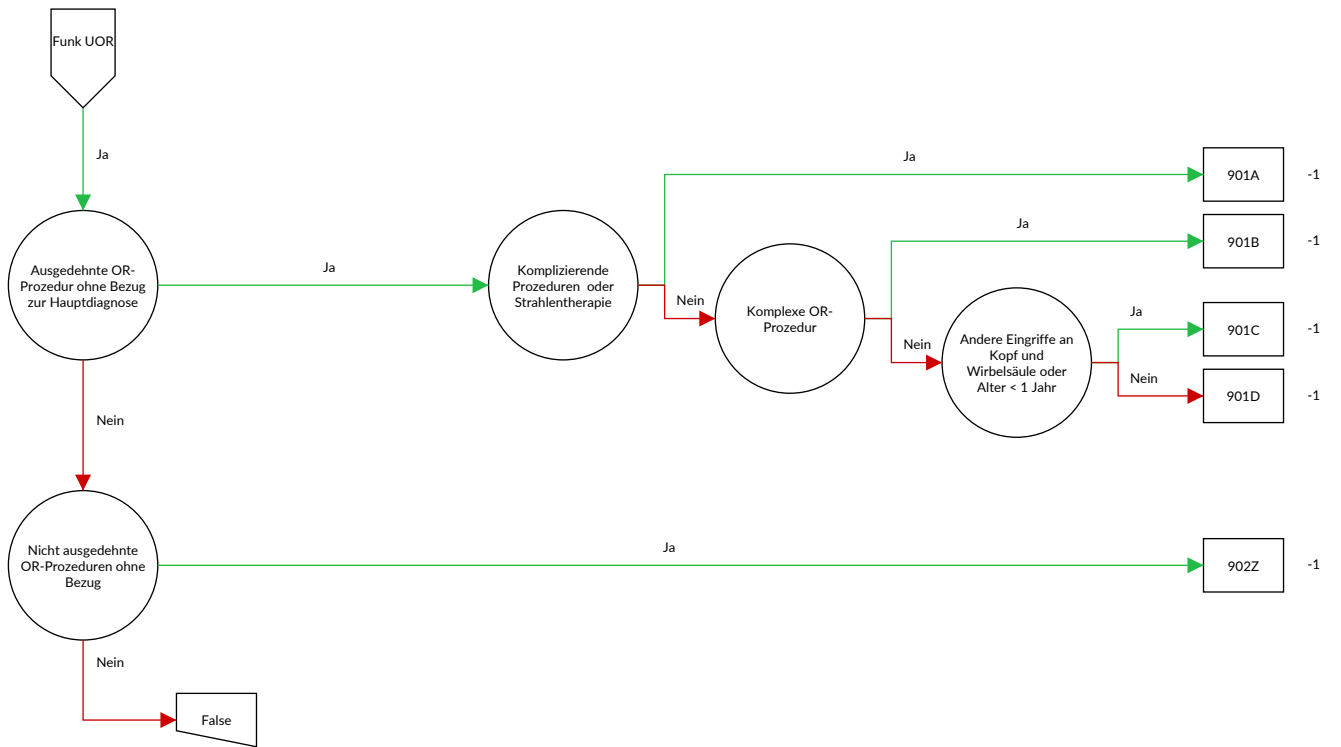 Funk UOR
Ja
Ausgedehnte OR-
Prozedur ohne Bezug
zur Hauptdiagnose
Ja
Komplizierende
Prozeduren oder
Strahlentherapie
Ja
901A
-1
Nein
Komplexe OR-
Prozedur
Ja
901B
-1
Nein
Andere Eingriffe an
Kopf und
Wirbelsäule oder
Alter < 1 Jahr
Ja
901C
-1
Nein
901D
-1
Nein
Nicht ausgedehnte
OR-Prozeduren ohne
Bezug
Ja
902Z
-1
Nein
False